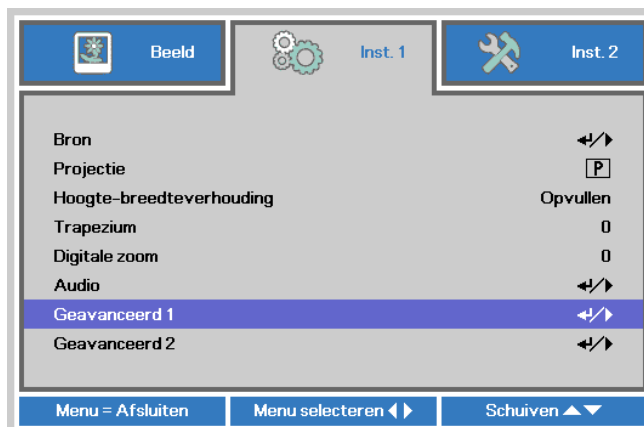 Beeld Inst. 1 Inst. 2
Bron
Projectie P
Hoogte-breedteverhouding Opvullen
Trapezium 0
Digitale zoom 0
Audio
Geavanceerd 1
Geavanceerd 2
Menu = Afsluiten Menu selecteren Schuiven